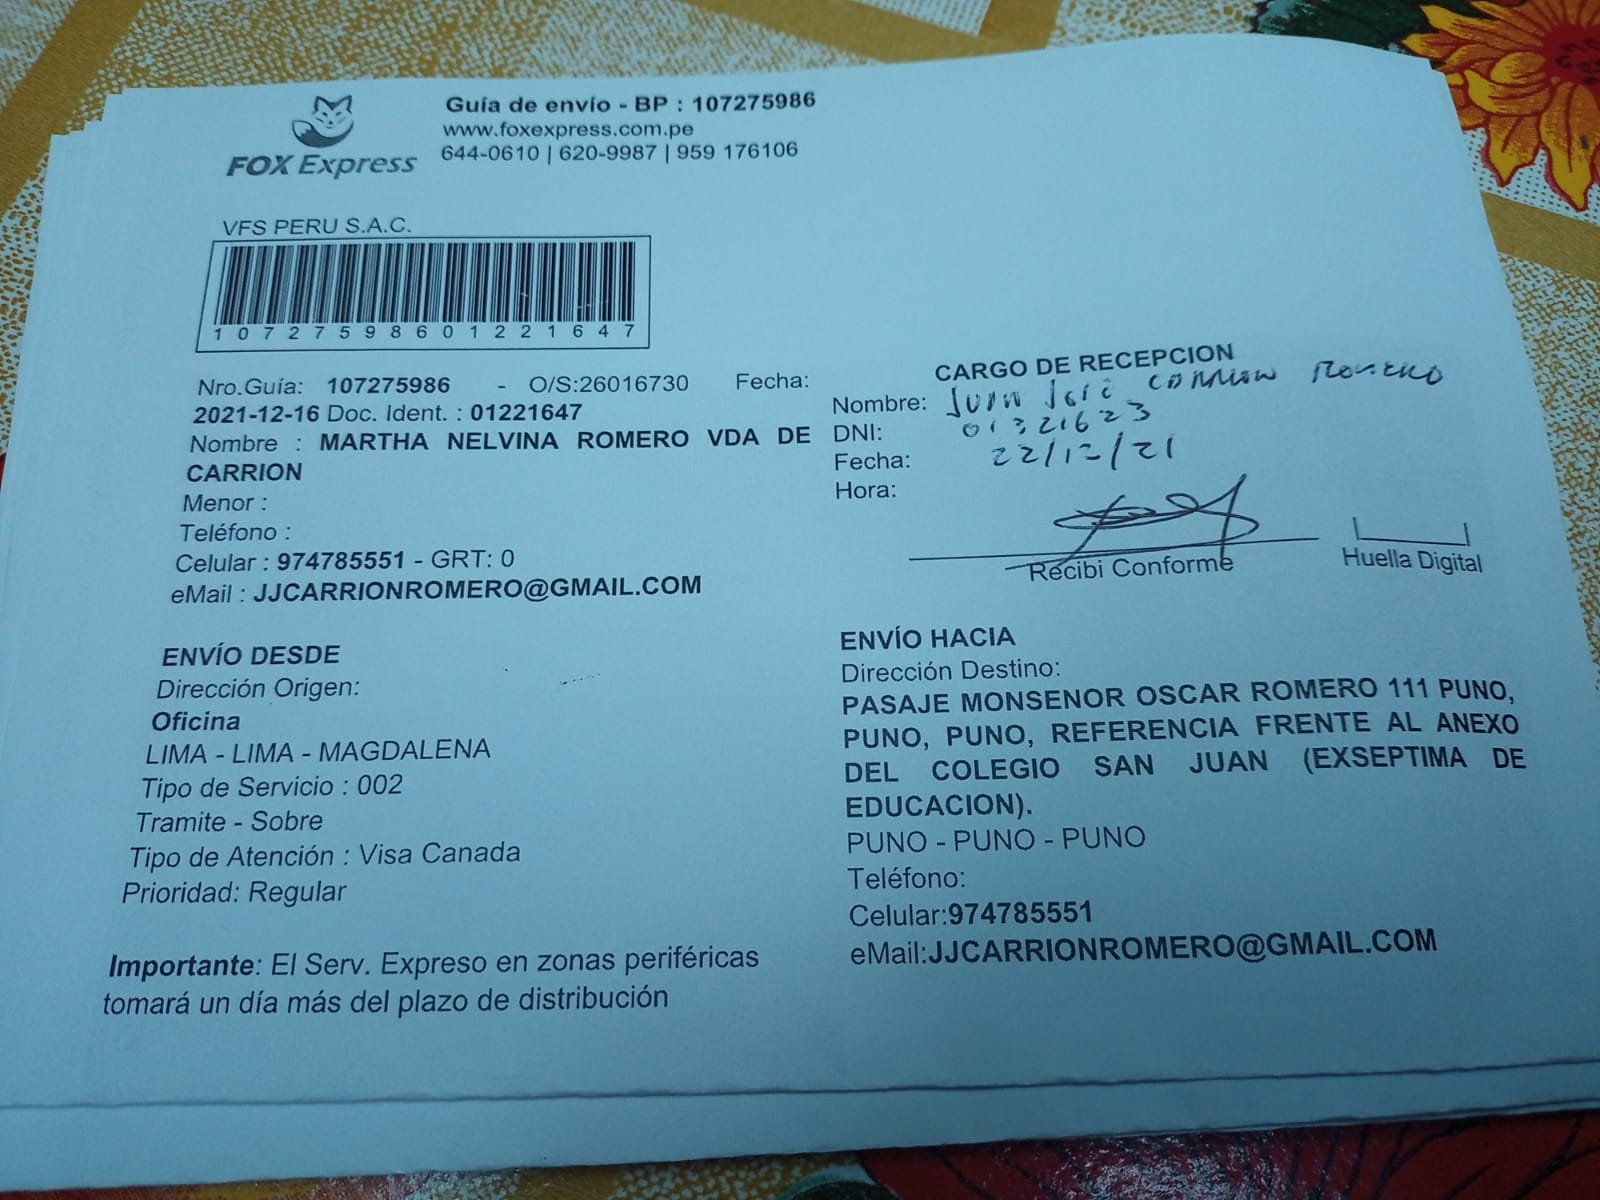 FOX Express
Guía de envío - BP : 107275986
www.foxexpress.com.pe
644-0610 | 620-9987 | 959 176106
VFS PERU S.A.C.
10727598601221647
Nro.Guía: 107275986 - O/S:26016730 Fecha:
2021-12-16 Doc. Ident. : 01221647
Nombre : MARTHA NELVINA ROMERO VDA DE
CARRION
Menor :
Teléfono :
Celular : 974785551 - GRT: 0
eMail : JJCARRIONROMERO@GMAIL.COM
CARGO DE RECEPCION
Nombre: Juan José Carrion Romero
DNI: 01321623
Fecha: 22/12/21
Hora:
Recibi Conforme
Huella Digital
ENVÍO DESDE
Dirección Origen:
Oficina
LIMA - LIMA - MAGDALENA
Tipo de Servicio : 002
Tramite - Sobre
Tipo de Atención : Visa Canada
Prioridad: Regular
Importante: El Serv. Expreso en zonas periféricas
tomará un día más del plazo de distribución
ENVÍO HACIA
Dirección Destino:
PASAJE MONSENOR OSCAR ROMERO 111 PUNO,
PUNO, PUNO, REFERENCIA FRENTE AL ANEXO
DEL COLEGIO SAN JUAN (EXSEPTIMA DE
EDUCACION).
PUNO - PUNO - PUNO
Teléfono:
Celular:974785551
eMail:JJCARRIONROMERO@GMAIL.COM